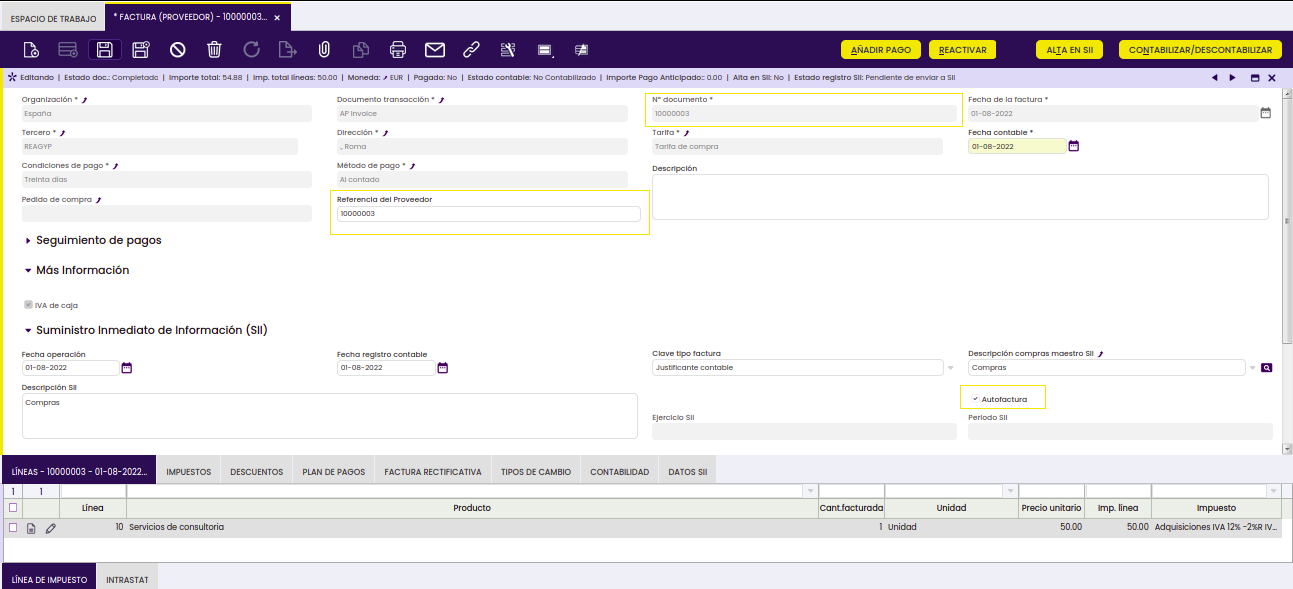 ESPACIO DE TRABAJO
* FACTURA (PROVEEDOR) - 10000003... ×
AÑADIR PAGO
REACTIVAR
ALTA EN SII
CONTABILIZAR/DESCONTABILIZAR
Editando | Estado doc.: Completado | Importe total: 54.88 | Imp. total líneas: 50.00 | Moneda: EUR | Pagado: No | Estado contable: No Contabilizado | Importe Pago Anticipado:: 0.00 | Alta en SII: No | Estado registro SII: Pendiente de enviar a SII
Organización * Documento transacción * Nº documento * Fecha de la factura *
España AP Invoice 10000003 01-08-2022
Tercero * Dirección * Tarifa * Fecha contable *
REAGYP , Roma Tarifa de compra 01-08-2022
Condiciones de pago * Método de pago * Descripción
Treinta días Al contado
Pedido de compra Referencia del Proveedor
10000003
Seguimiento de pagos
Más Información
IVA de caja
Suministro Inmediato de Información (SII)
Fecha operación Fecha registro contable Clave tipo factura Descripción compras maestro SII
01-08-2022 01-08-2022 Justificante contable Compras
Descripción SII
Compras Autofactura
Ejercicio SII Periodo SII
LÍNEAS - 10000003 - 01-08-2022... IMPUESTOS DESCUENTOS PLAN DE PAGOS FACTURA RECTIFICATIVA TIPOS DE CAMBIO CONTABILIDAD DATOS SII
1 1
Línea Producto Cant.facturada Unidad Precio unitario Imp. línea Impuesto
10 Servicios de consultoria 1 Unidad 50.00 50.00 Adquisiciones IVA 12% -2%R IV...
LÍNEA DE IMPUESTO INTRASTAT